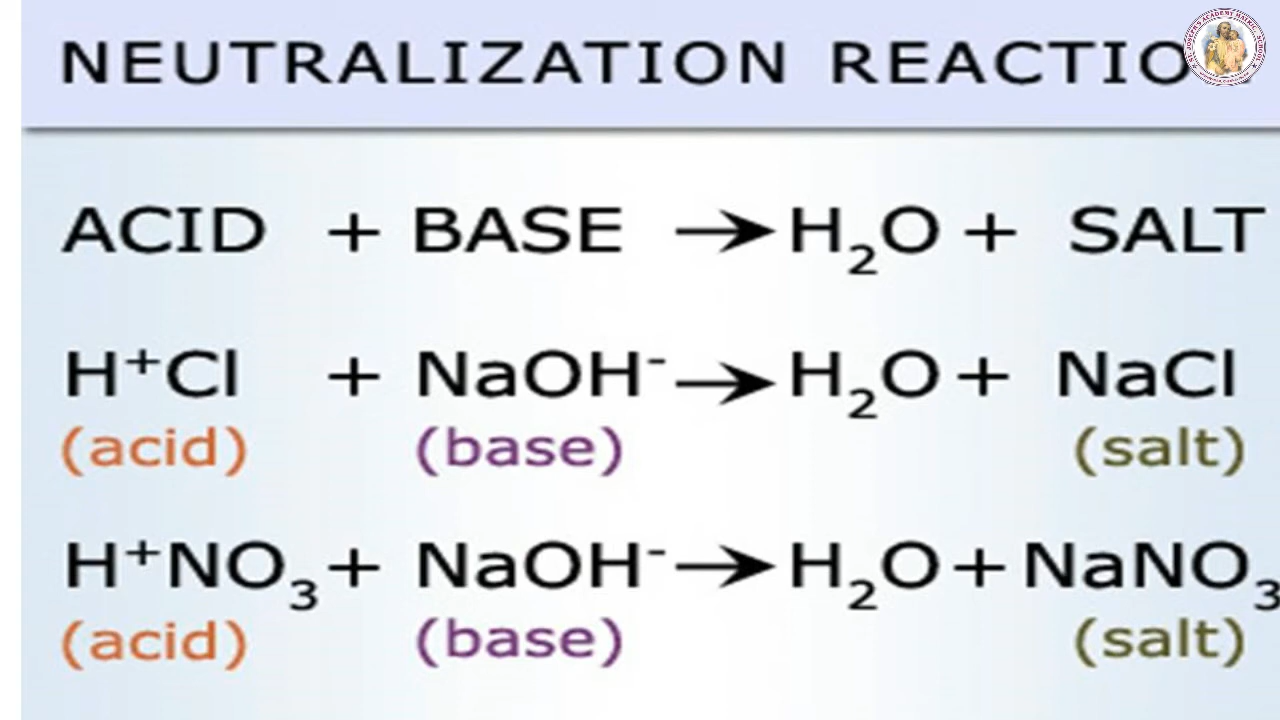 NEUTRALIZATION REACTIO
ACID + BASE → H₂O + SALT
H⁺Cl + NaOH⁻ → H₂O + NaCl
(acid) (base) (salt)
H⁺NO₃ + NaOH⁻ → H₂O + NaNO₃
(acid) (base) (salt)